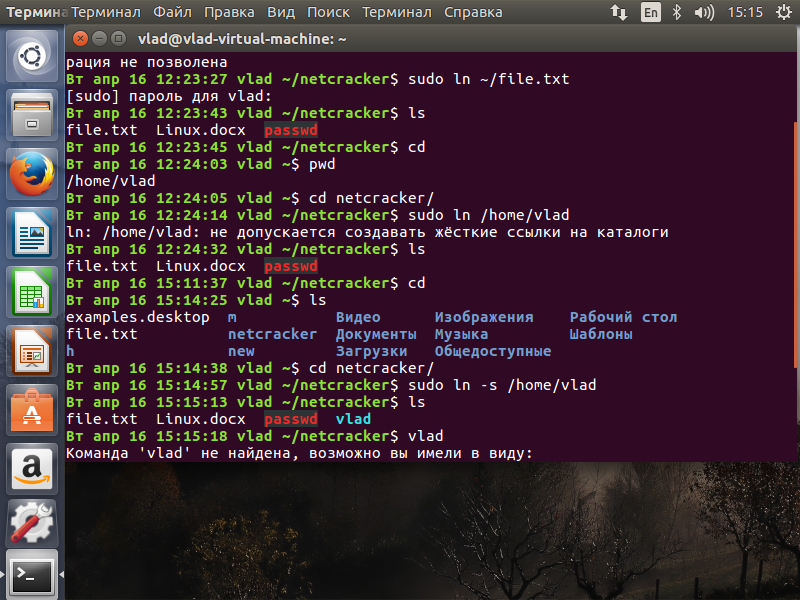 Термина Терминал Файл Правка Вид Поиск Терминал Справка En 15:15
vlad@vlad-virtual-machine: ~
рация не позволена
Вт апр 16 12:23:27 vlad ~/netcracker$ sudo ln ~/file.txt
[sudo] пароль для vlad:
Вт апр 16 12:23:43 vlad ~/netcracker$ ls
file.txt Linux.docx passwd
Вт апр 16 12:23:45 vlad ~/netcracker$ cd
Вт апр 16 12:24:03 vlad ~$ pwd
/home/vlad
Вт апр 16 12:24:05 vlad ~$ cd netcracker/
Вт апр 16 12:24:14 vlad ~/netcracker$ sudo ln /home/vlad
ln: /home/vlad: не допускается создавать жёсткие ссылки на каталоги
Вт апр 16 12:24:32 vlad ~/netcracker$ ls
file.txt Linux.docx passwd
Вт апр 16 15:11:37 vlad ~/netcracker$ cd
Вт апр 16 15:14:25 vlad ~$ ls
examples.desktop m Видео Изображения Рабочий стол
file.txt netcracker Документы Музыка Шаблоны
h new Загрузки Общедоступные
Вт апр 16 15:14:38 vlad ~$ cd netcracker/
Вт апр 16 15:14:57 vlad ~/netcracker$ sudo ln -s /home/vlad
Вт апр 16 15:15:13 vlad ~/netcracker$ ls
file.txt Linux.docx passwd vlad
Вт апр 16 15:15:18 vlad ~/netcracker$ vlad
Команда 'vlad' не найдена, возможно вы имели в виду: